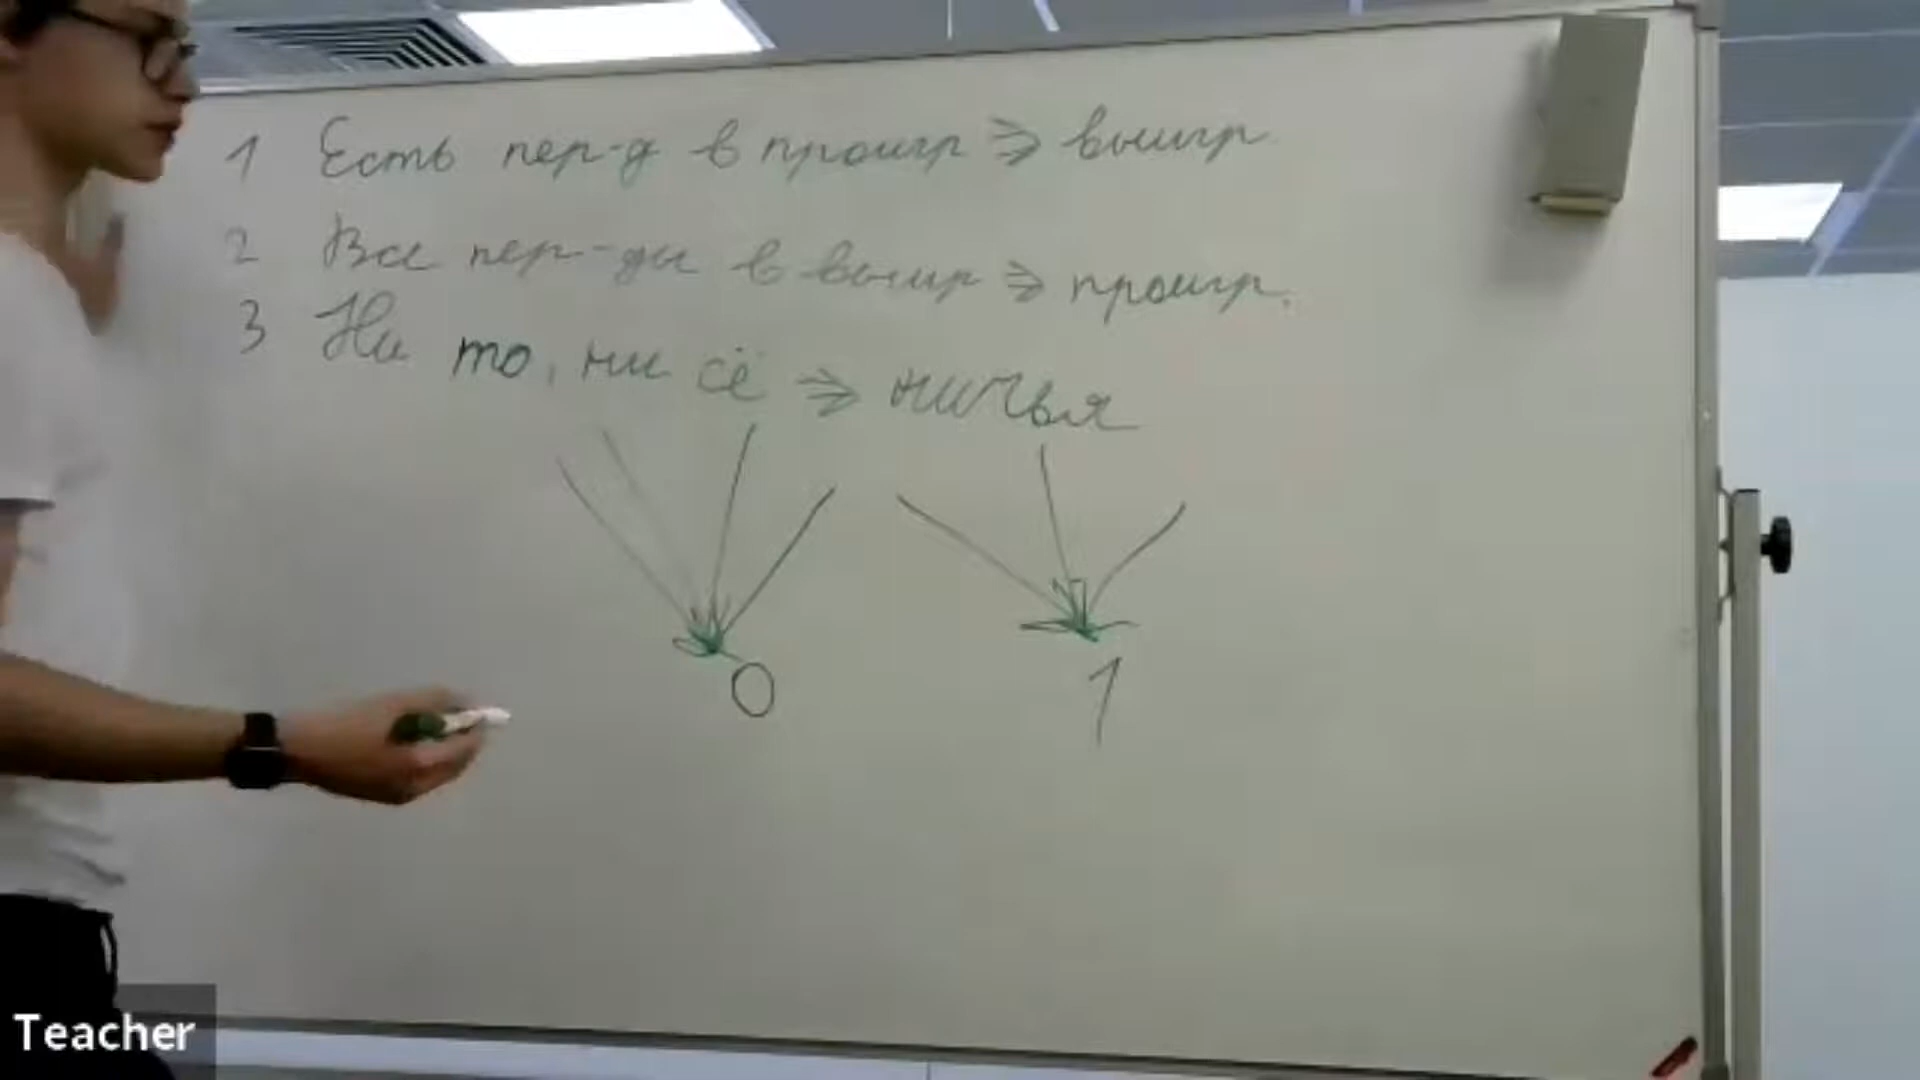 1 Есть пер-д в проигр => выигр.
2 Все пер-ды в выигр => проигр.
3 Ни то, ни сё => ничья
0 1
Teacher